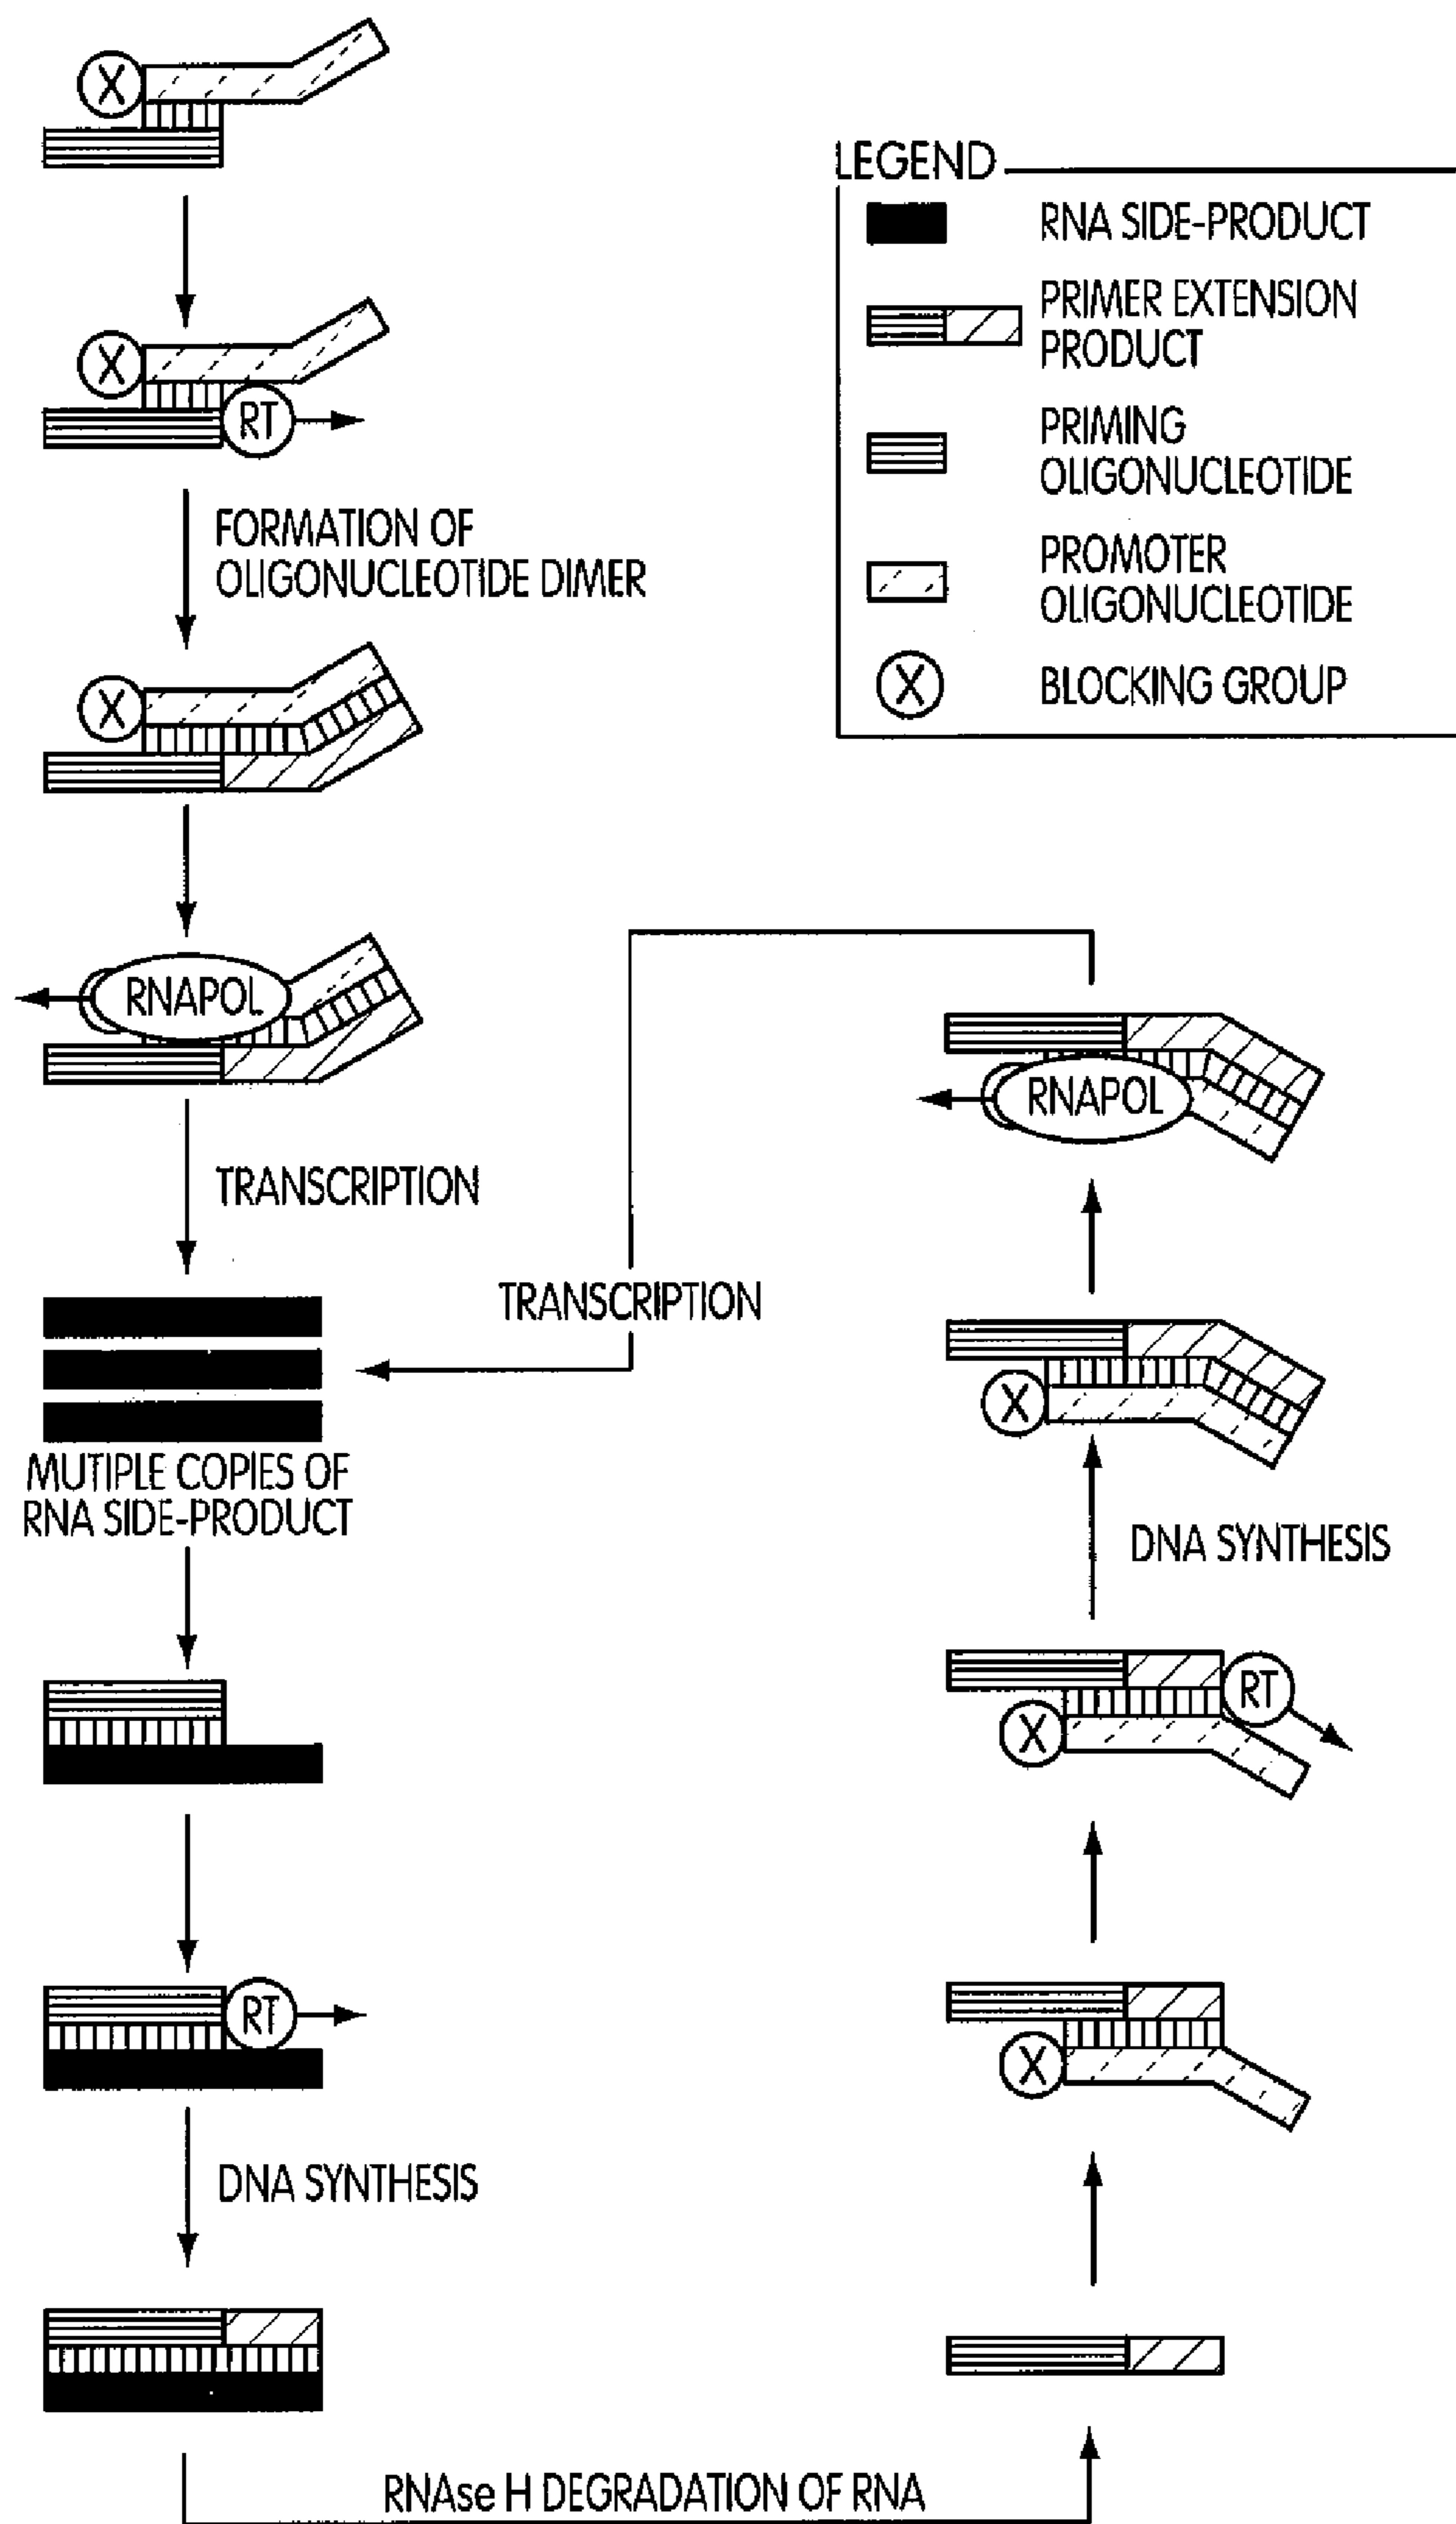 X
LEGEND
RNA SIDE-PRODUCT
PRIMER EXTENSION
PRODUCT
PRIMING
OLIGONUCLEOTIDE
PROMOTER
OLIGONUCLEOTIDE
X
BLOCKING GROUP
X
RT
FORMATION OF
OLIGONUCLEOTIDE DIMER
X
RNAPOL
TRANSCRIPTION
MUTIPLE COPIES OF
RNA SIDE-PRODUCT
RT
DNA SYNTHESIS
RNAse H DEGRADATION OF RNA
X
RT
X
DNA SYNTHESIS
X
RNAPOL
TRANSCRIPTION